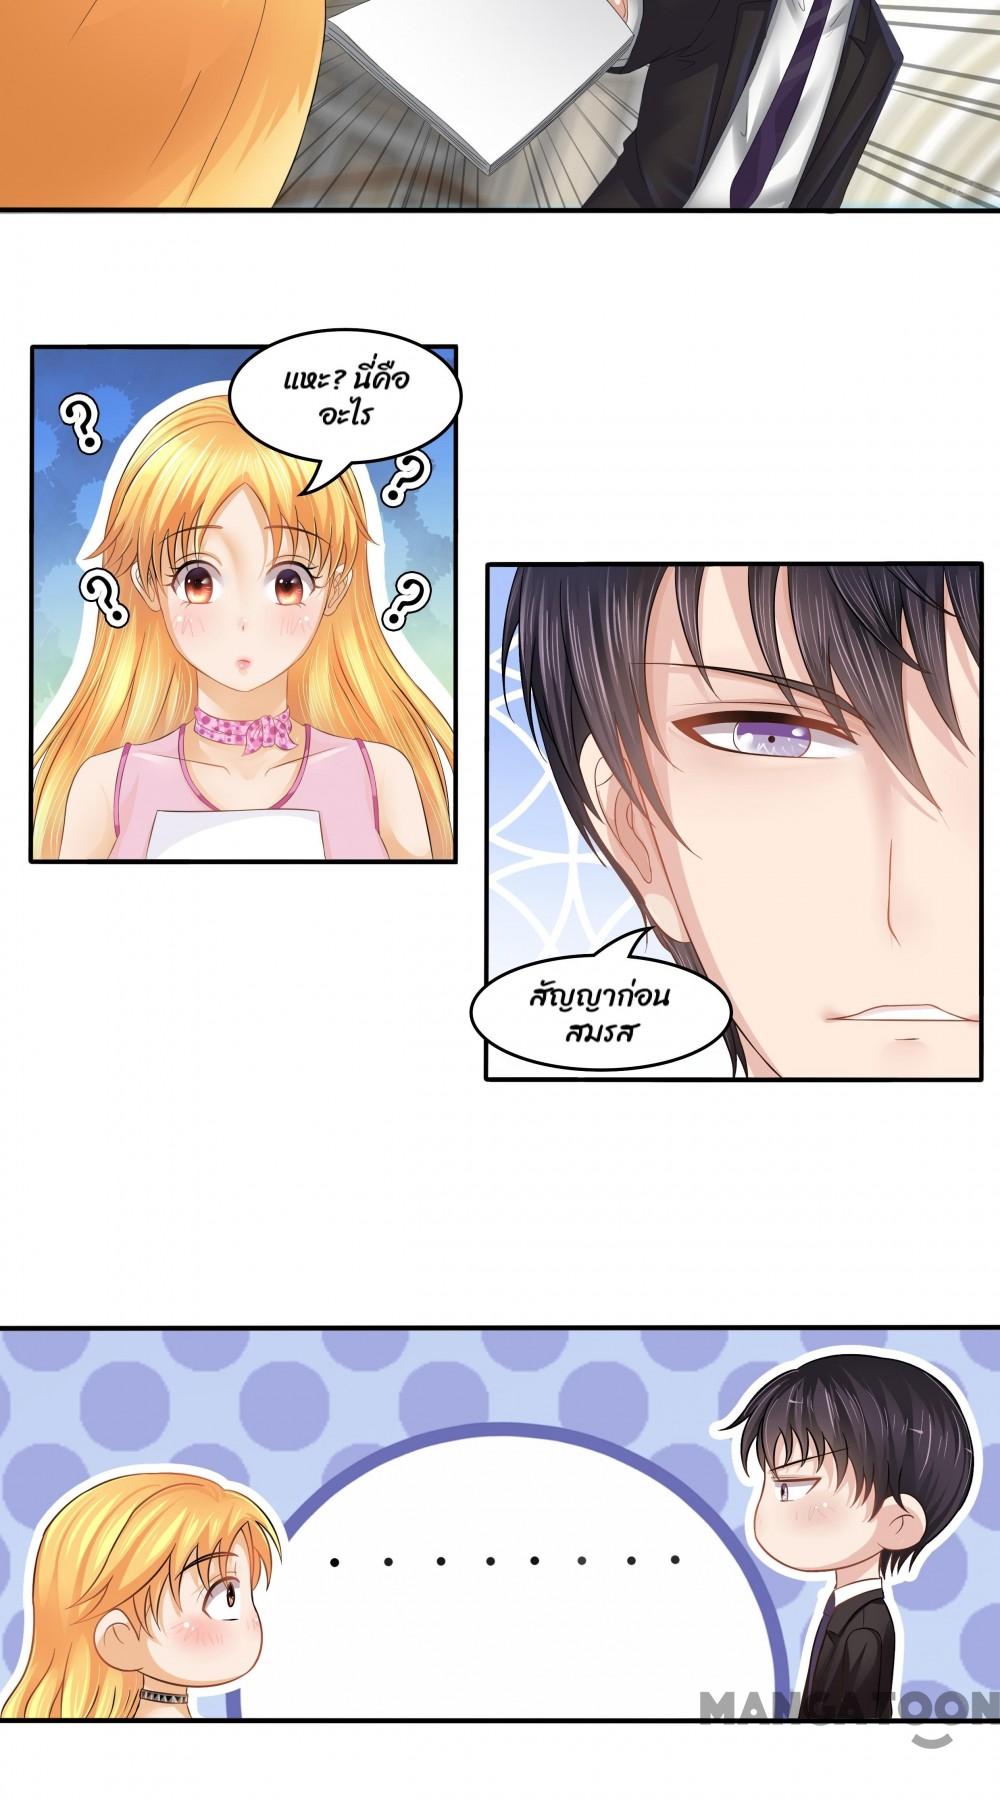 แหะ? นี่คือ
อะไร
? ? ? ?
สัญญาก่อน
สมรส
. . . . . . . .
MANGATOON